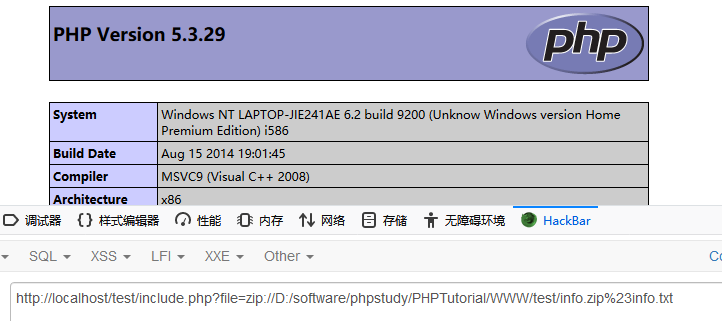 PHP Version 5.3.29
php
System Windows NT LAPTOP-JIE241AE 6.2 build 9200 (Unknow Windows version Home
Premium Edition) i586
Build Date Aug 15 2014 19:01:45
Compiler MSVC9 (Visual C++ 2008)
Architecture x86
调试器 {} 样式编辑器 性能 内存 网络 存储 无障碍环境 HackBar
SQL XSS LFI XXE Other Co
http://localhost/test/include.php?file=zip://D:/software/phpstudy/PHPTutorial/WWW/test/info.zip%23info.txt